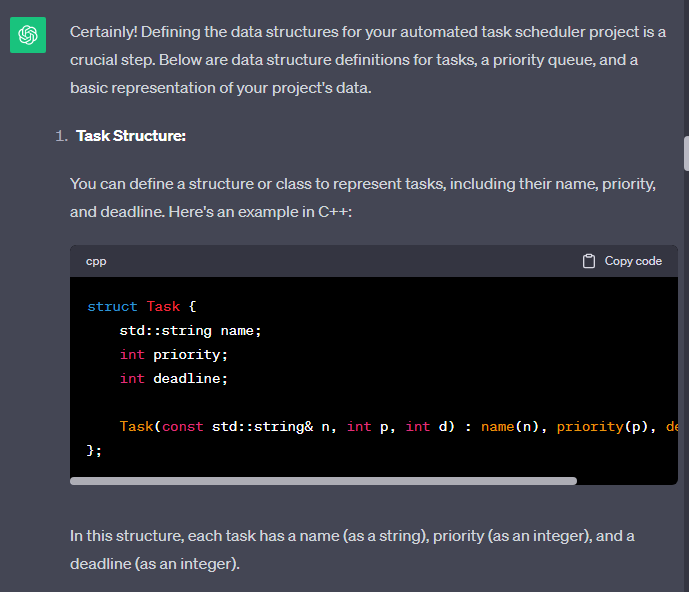 Certainly! Defining the data structures for your automated task scheduler project is a
crucial step. Below are data structure definitions for tasks, a priority queue, and a
basic representation of your project's data.
1. Task Structure:
You can define a structure or class to represent tasks, including their name, priority,
and deadline. Here's an example in C++:
cpp Copy code
struct Task {
    std::string name;
    int priority;
    int deadline;
    Task(const std::string& n, int p, int d) : name(n), priority(p), de
};
In this structure, each task has a name (as a string), priority (as an integer), and a
deadline (as an integer).